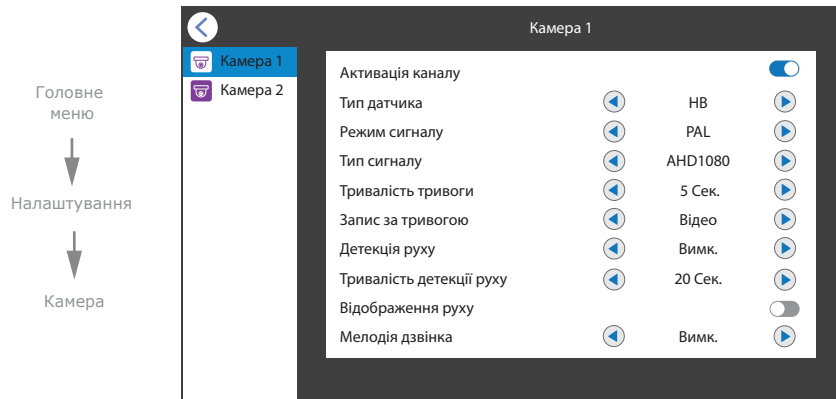 Головне
меню
Налаштування
Камера
Камера 1
Камера 1
Камера 2
Активація каналу
Тип датчика НВ
Режим сигналу PAL
Тип сигналу AHD1080
Тривалість тривоги 5 Сек.
Запис за тривогою Відео
Детекція руху Вимк.
Тривалість детекції руху 20 Сек.
Відображення руху
Мелодія дзвінка Вимк.